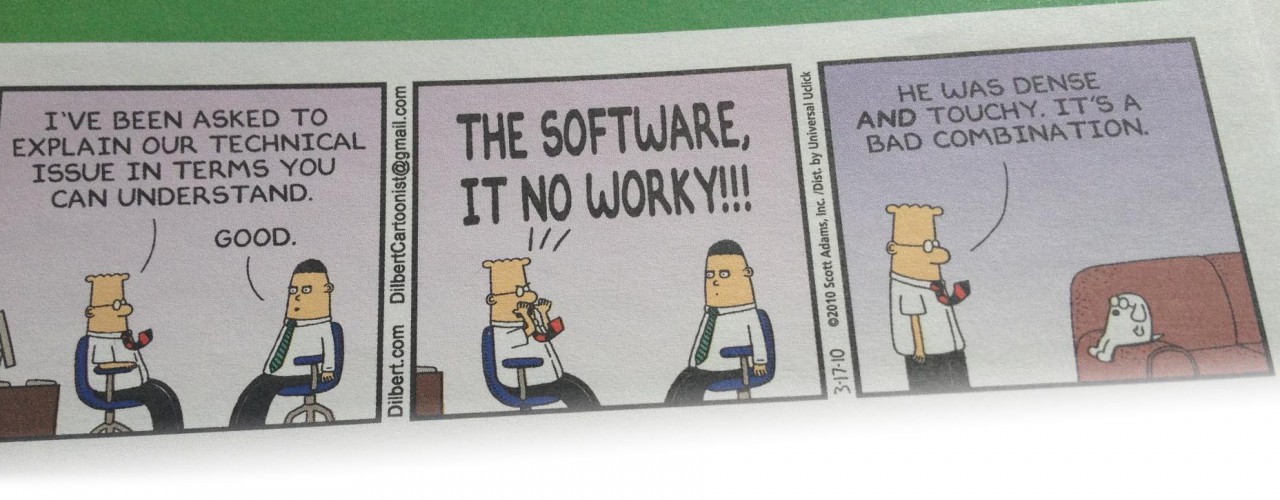 I'VE BEEN ASKED TO
EXPLAIN OUR TECHNICAL
ISSUE IN TERMS YOU
CAN UNDERSTAND.
GOOD.
Dilbert.com DilbertCartoonist@gmail.com
THE SOFTWARE,
IT NO WORKY!!!
3-17-10 ©2010 Scott Adams, Inc. /Dist. by Universal Uclick
HE WAS DENSE
AND TOUCHY. IT'S A
BAD COMBINATION.